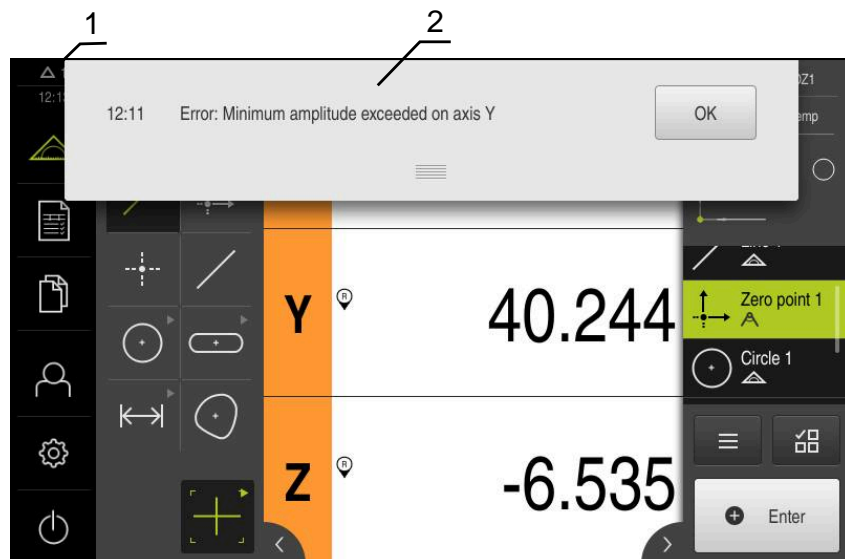 1 2
12:11 Error: Minimum amplitude exceeded on axis Y OK
Y R 40.244
Zero point 1
Circle 1
Z R -6.535
Enter